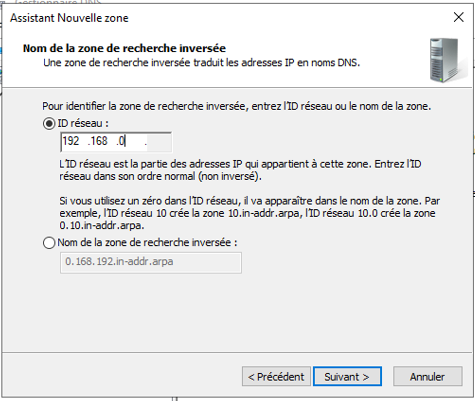 Gestionnaire DNS
Assistant Nouvelle zone
Nom de la zone de recherche inversée
Une zone de recherche inversée traduit les adresses IP en noms DNS.
Pour identifier la zone de recherche inversée, entrez l'ID réseau ou le nom de la zone.
ID réseau :
192 .168 .0 .
L'ID réseau est la partie des adresses IP qui appartient à cette zone. Entrez l'ID
réseau dans son ordre normal (non inversé).
Si vous utilisez un zéro dans l'ID réseau, il va apparaître dans le nom de la zone. Par
exemple, l'ID réseau 10 crée la zone 10.in-addr.arpa, l'ID réseau 10.0 crée la zone
0.10.in-addr.arpa.
Nom de la zone de recherche inversée :
0.168.192.in-addr.arpa
< Précédent Suivant > Annuler